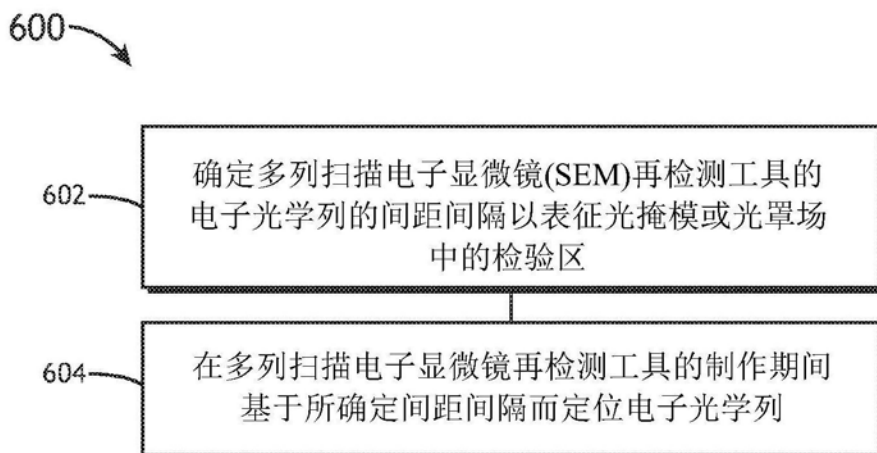 600
602
确定多列扫描电子显微镜(SEM)再检测工具的
电子光学列的间距间隔以表征光掩模或光罩场
中的检验区
604
在多列扫描电子显微镜再检测工具的制作期间
基于所确定间距间隔而定位电子光学列